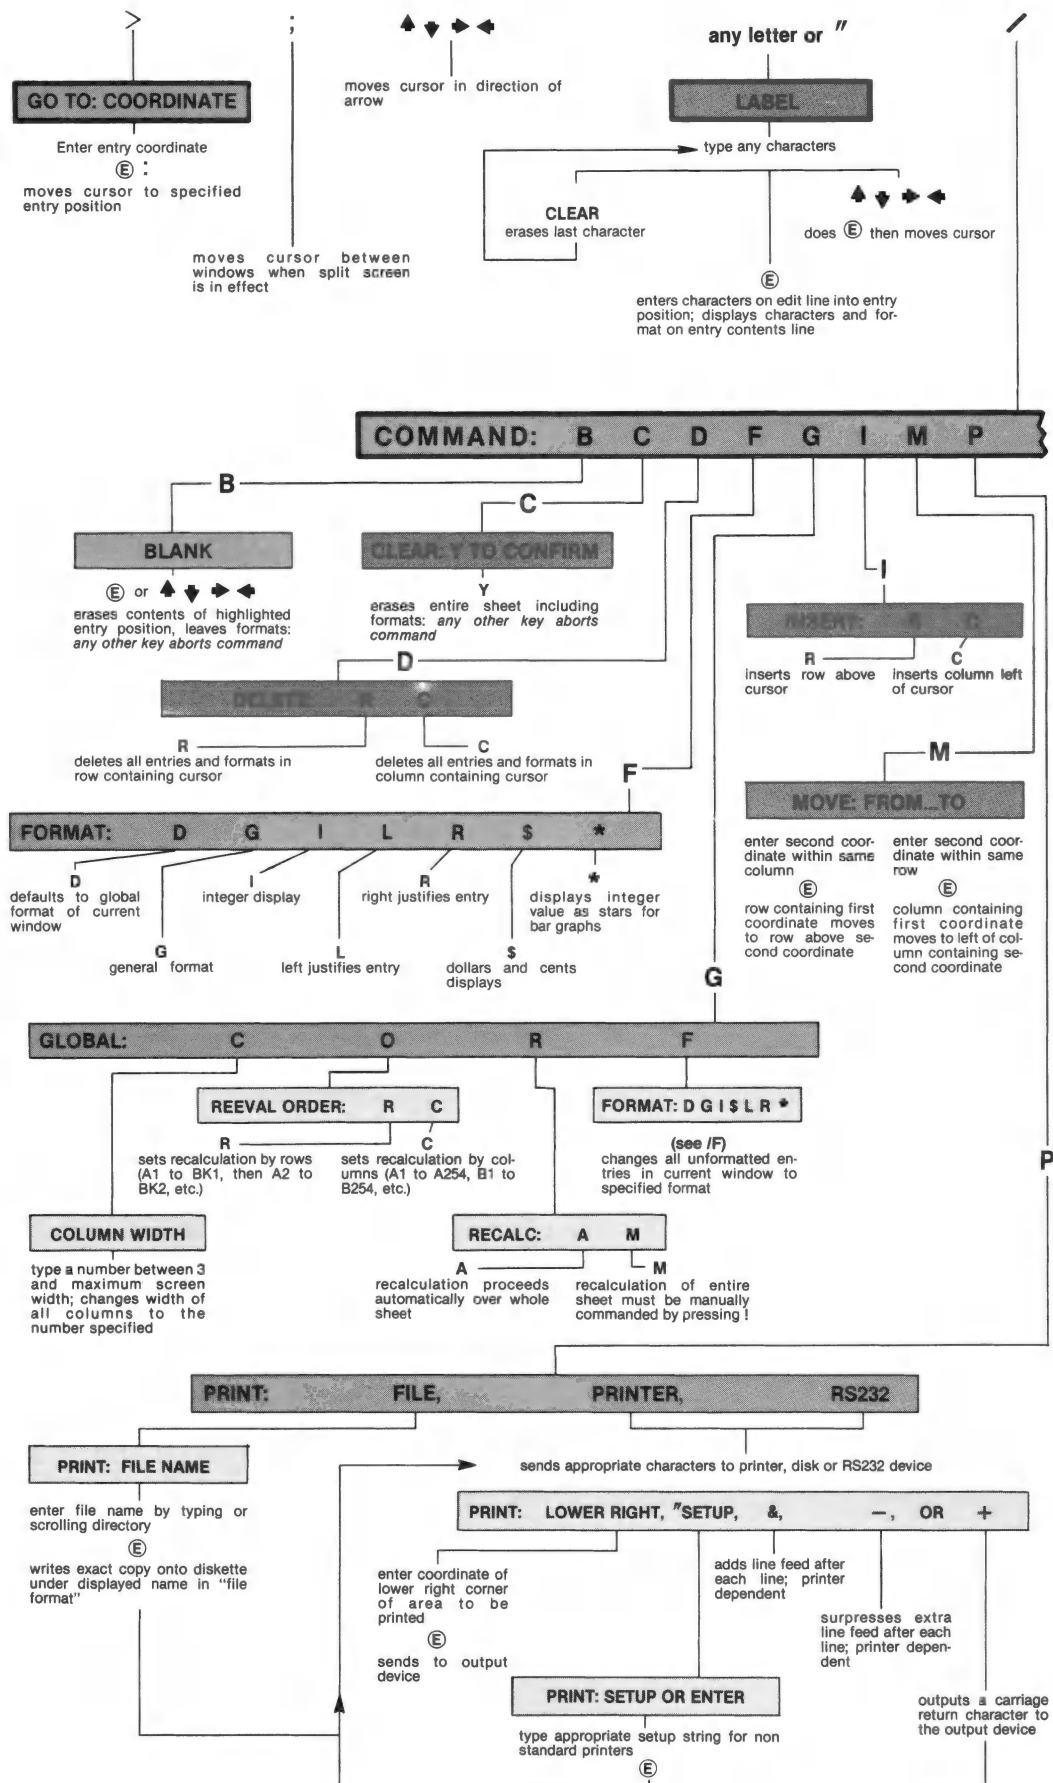 >
;
any letter or "
/
GO TO: COORDINATE
Enter entry coordinate
Ⓔ :
moves cursor to specified
entry position
moves cursor between
windows when split screen
is in effect
moves cursor in direction of
arrow
LABEL
type any characters
CLEAR
erases last character
does Ⓔ then moves cursor
Ⓔ
enters characters on edit line into entry
position; displays characters and for-
mat on entry contents line
COMMAND: B C D F G I M P
B
BLANK
Ⓔ or
erases contents of highlighted
entry position, leaves formats:
any other key aborts command
C
CLEAR: Y TO CONFIRM
Y
erases entire sheet including
formats: any other key aborts
command
I
INSERT: R C
R
inserts row above
cursor
C
inserts column left
of cursor
D
DELETE: R C
R
deletes all entries and formats in
row containing cursor
C
deletes all entries and formats in
column containing cursor
M
MOVE: FROM...TO
enter second coor-
dinate within same
column
Ⓔ
row containing first
coordinate moves
to row above se-
cond coordinate
enter second coor-
dinate within same
row
Ⓔ
column containing
first coordinate
moves to left of col-
umn containing se-
cond coordinate
F
FORMAT: D G I L R $ *
D
defaults to global
format of current
window
G
general format
I
integer display
L
left justifies entry
R
right justifies entry
$
dollars and cents
displays
*
displays integer
value as stars for
bar graphs
G
GLOBAL: C O R F
REEVAL ORDER: R C
R
sets recalculation by rows
(A1 to BK1, then A2 to
BK2, etc.)
C
sets recalculation by col-
umns (A1 to A254, B1 to
B254, etc.)
FORMAT: D G I $ L R *
(see /F)
changes all unformatted en-
tries in current window to
specified format
COLUMN WIDTH
type a number between 3
and maximum screen
width; changes width of
all columns to the
number specified
RECALC: A M
A
recalculation proceeds
automatically over whole
sheet
M
recalculation of entire
sheet must be manually
commanded by pressing !
P
PRINT: FILE, PRINTER, RS232
PRINT: FILE NAME
enter file name by typing or
scrolling directory
Ⓔ
writes exact copy onto diskette
under displayed name in "file
format"
sends appropriate characters to printer, disk or RS232 device
PRINT: LOWER RIGHT, "SETUP, &, −, OR +
enter coordinate of
lower right corner
of area to be
printed
Ⓔ
sends to output
device
adds line feed after
each line; printer
dependent
surpresses extra
line feed after each
line; printer depen-
dent
PRINT: SETUP OR ENTER
type appropriate setup string for non
standard printers
Ⓔ
outputs a carriage
return character to
the output device